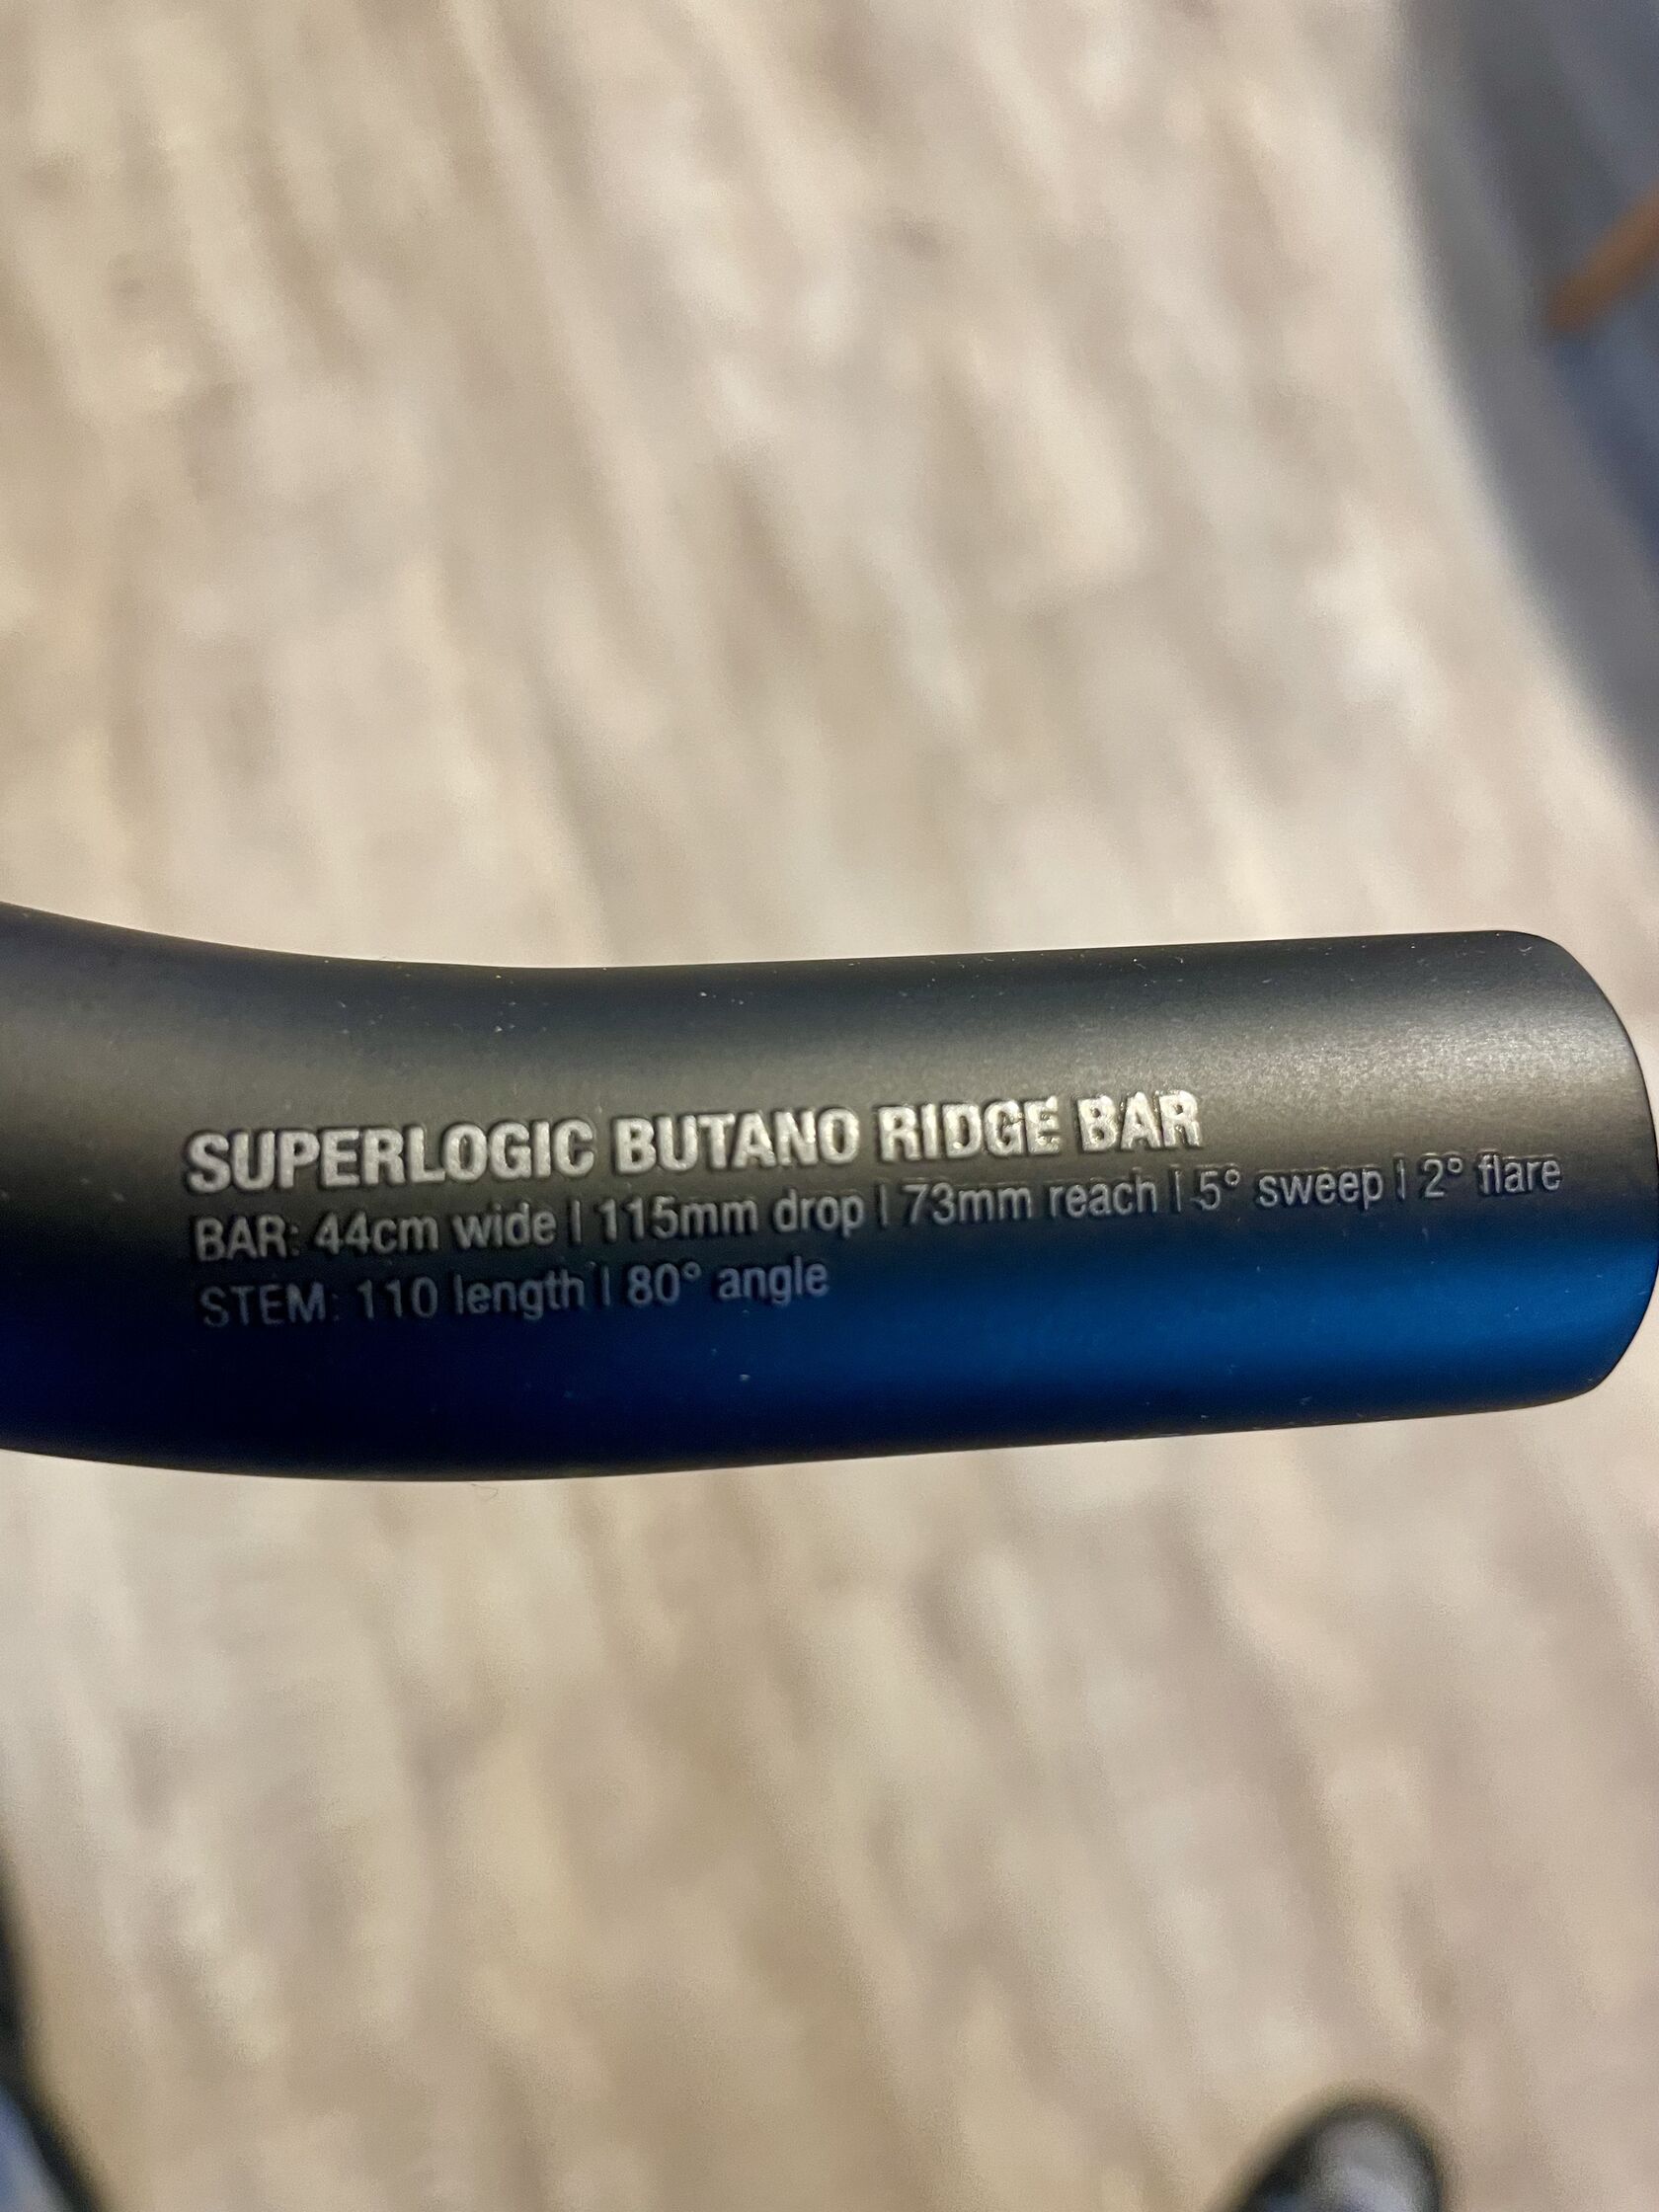 SUPERLOGIC BUTANO RIDGE BAR
BAR: 44cm wide | 115mm drop | 73mm reach | 5° sweep | 2° flare
STEM: 110 length | 80° angle